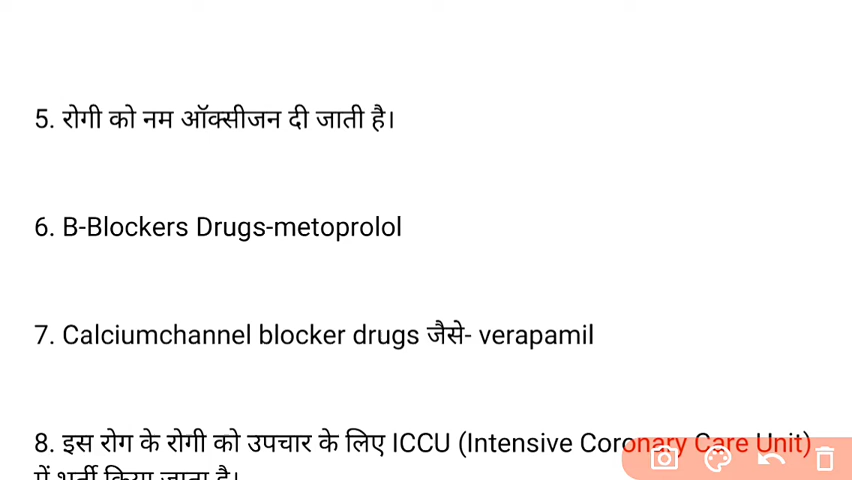 5. रोगी को नम ऑक्सीजन दी जाती है।
6. B-Blockers Drugs-metoprolol
7. Calciumchannel blocker drugs जैसे- verapamil
8. इस रोग के रोगी को उपचार के लिए ICCU (Intensive Coronary Care Unit)
में भर्ती किया जाता है।